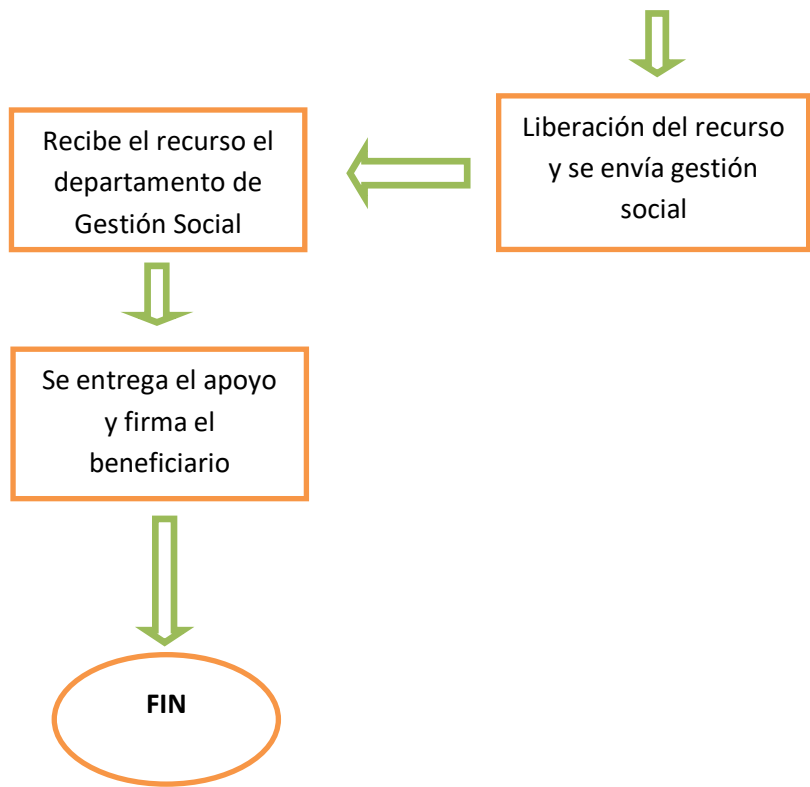 Liberación del recurso
y se envía gestión
social
Recibe el recurso el
departamento de
Gestión Social
Se entrega el apoyo
y firma el
beneficiario
FIN